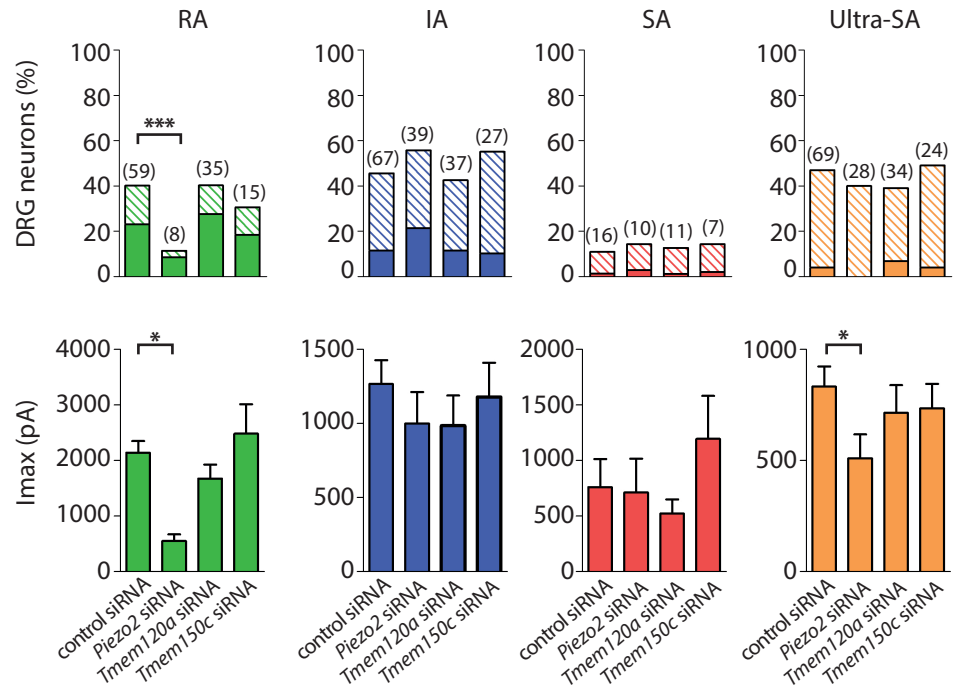 RA IA SA Ultra-SA
DRG neurons (%)
100 100 100 100
80 80 80 80
60 60 60 60
40 40 40 40
20 20 20 20
0 0 0 0
***
(59) (8) (35) (15)
(67) (39) (37) (27)
(16) (10) (11) (7)
(69) (28) (34) (24)
Imax (pA)
4000
3000
2000
1000
0
*
1500
1000
500
0
2000
1500
1000
500
0
1000
500
0
*
control siRNA
Piezo2 siRNA
Tmem120a siRNA
Tmem150c siRNA
control siRNA
Piezo2 siRNA
Tmem120a siRNA
Tmem150c siRNA
control siRNA
Piezo2 siRNA
Tmem120a siRNA
Tmem150c siRNA
control siRNA
Piezo2 siRNA
Tmem120a siRNA
Tmem150c siRNA